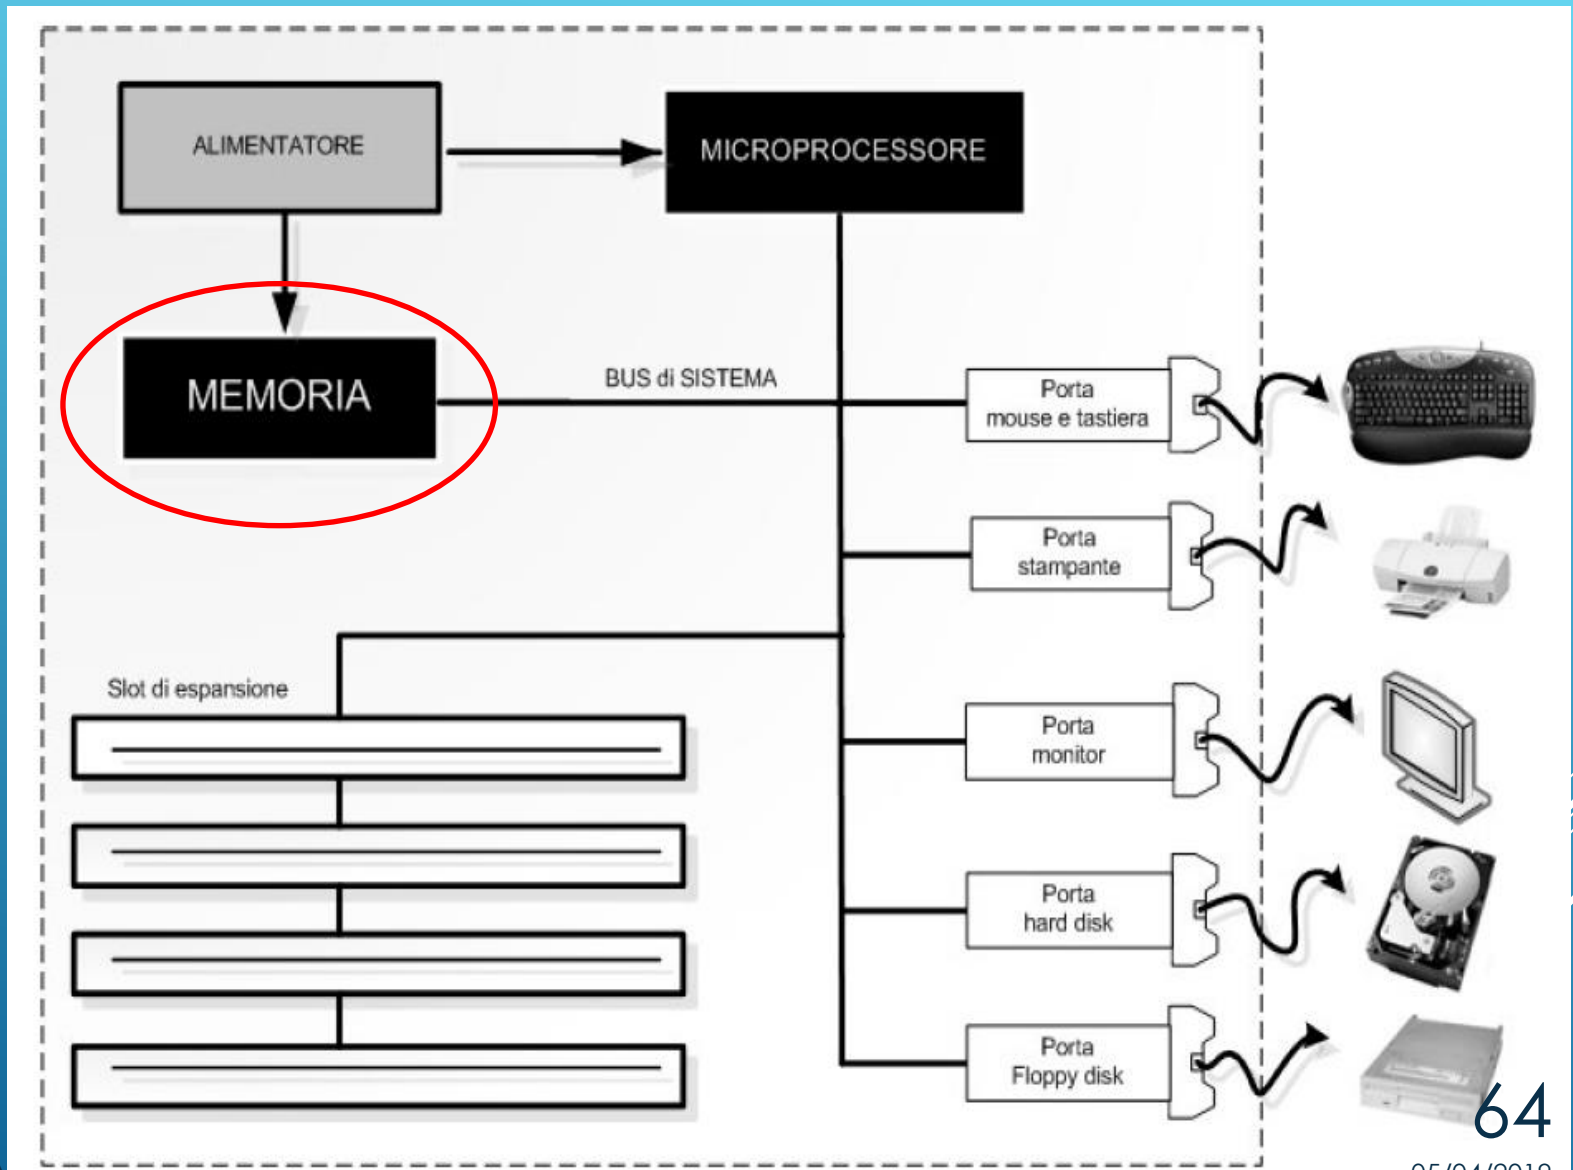 ALIMENTATORE
MICROPROCESSORE
MEMORIA
BUS di SISTEMA
Porta
mouse e tastiera
Porta
stampante
Slot di espansione
Porta
monitor
Porta
hard disk
Porta
Floppy disk
64